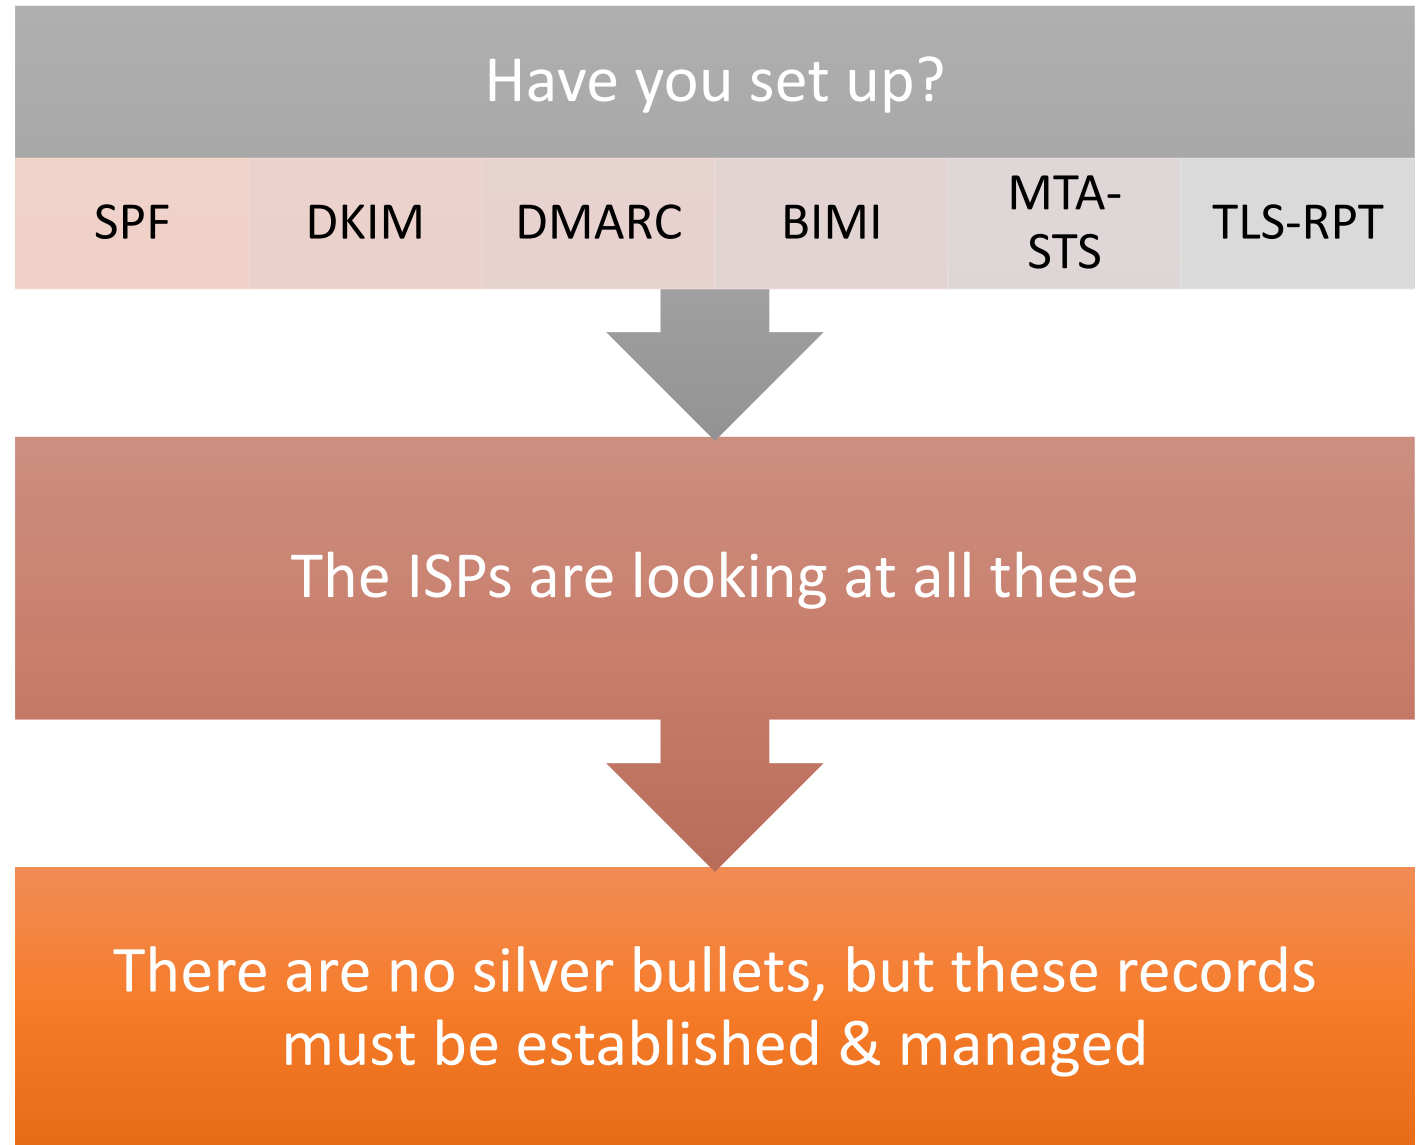 Have you set up?
SPF
DKIM
DMARC
BIMI
MTA-
STS
TLS-RPT
The ISPs are looking at all these
There are no silver bullets, but these records
must be established & managed